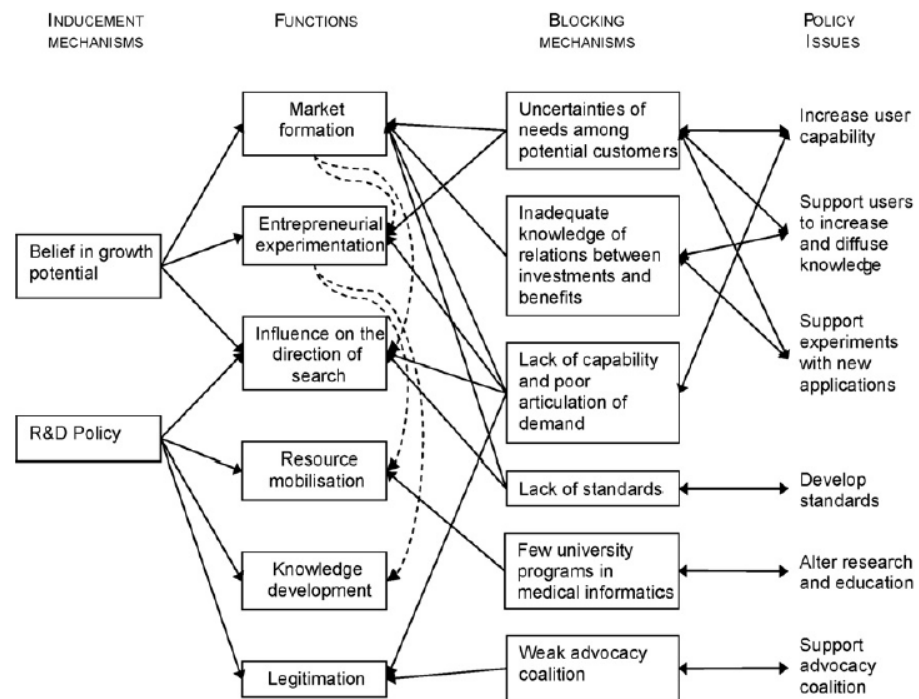 INDUCEMENT
MECHANISMS
FUNCTIONS
BLOCKING
MECHANISMS
POLICY
ISSUES
Belief in growth
potential
R&D Policy
Market
formation
Entrepreneurial
experimentation
Influence on the
direction of
search
Resource
mobilisation
Knowledge
development
Legitimation
Uncertainties of
needs among
potential customers
Inadequate
knowledge of
relations between
investments and
benefits
Lack of capability
and poor
articulation of
demand
Lack of standards
Few university
programs in
medical informatics
Weak advocacy
coalition
Increase user
capability
Support users
to increase
and diffuse
knowledge
Support
experiments
with new
applications
Develop
standards
Alter research
and education
Support
advocacy
coalition